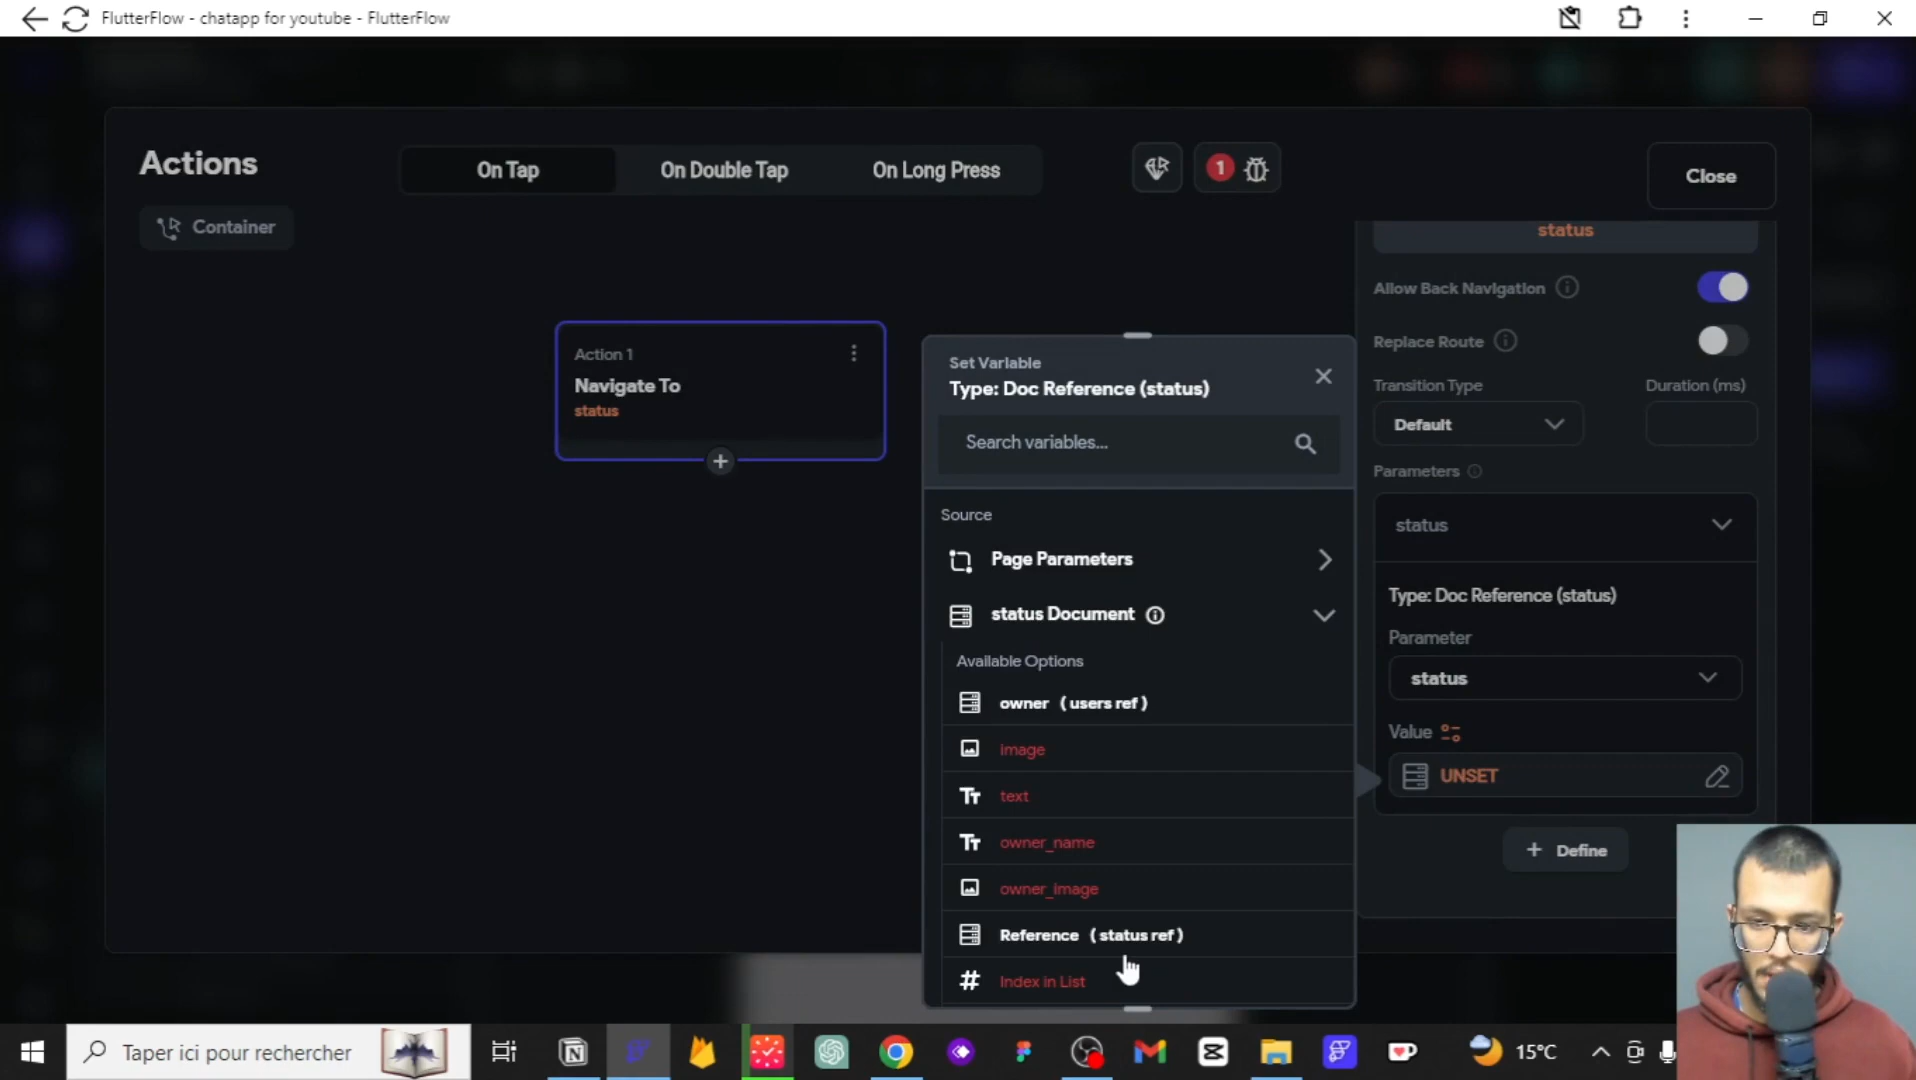 FlutterFlow - chatapp for youtube - FlutterFlow
Actions
On Tap
On Double Tap
On Long Press
1
Close
Container
status
Allow Back Navigation
Replace Route
Transition Type
Duration (ms)
Default
Parameters
status
Type: Doc Reference (status)
Parameter
status
Value
UNSET
+ Define
Action 1
Navigate To
status
Set Variable
Type: Doc Reference (status)
Search variables...
Source
Page Parameters
status Document
Available Options
owner ( users ref )
image
Tт text
Tт owner_name
owner_image
Reference ( status ref )
# Index in List
Taper ici pour rechercher
15°C